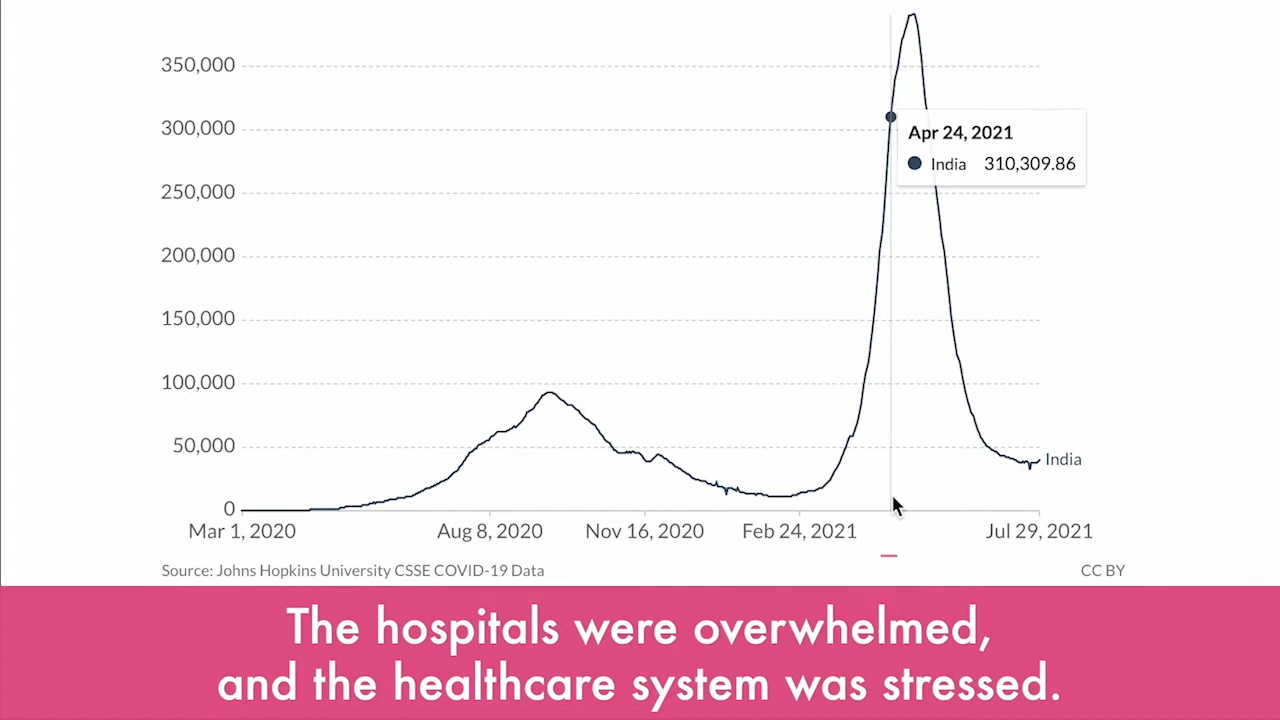 350,000
300,000
250,000
200,000
150,000
100,000
50,000
0
Apr 24, 2021
India 310,309.86
India
Mar 1, 2020 Aug 8, 2020 Nov 16, 2020 Feb 24, 2021 Jul 29, 2021
Source: Johns Hopkins University CSSE COVID-19 Data CC BY
The hospitals were overwhelmed,
and the healthcare system was stressed.